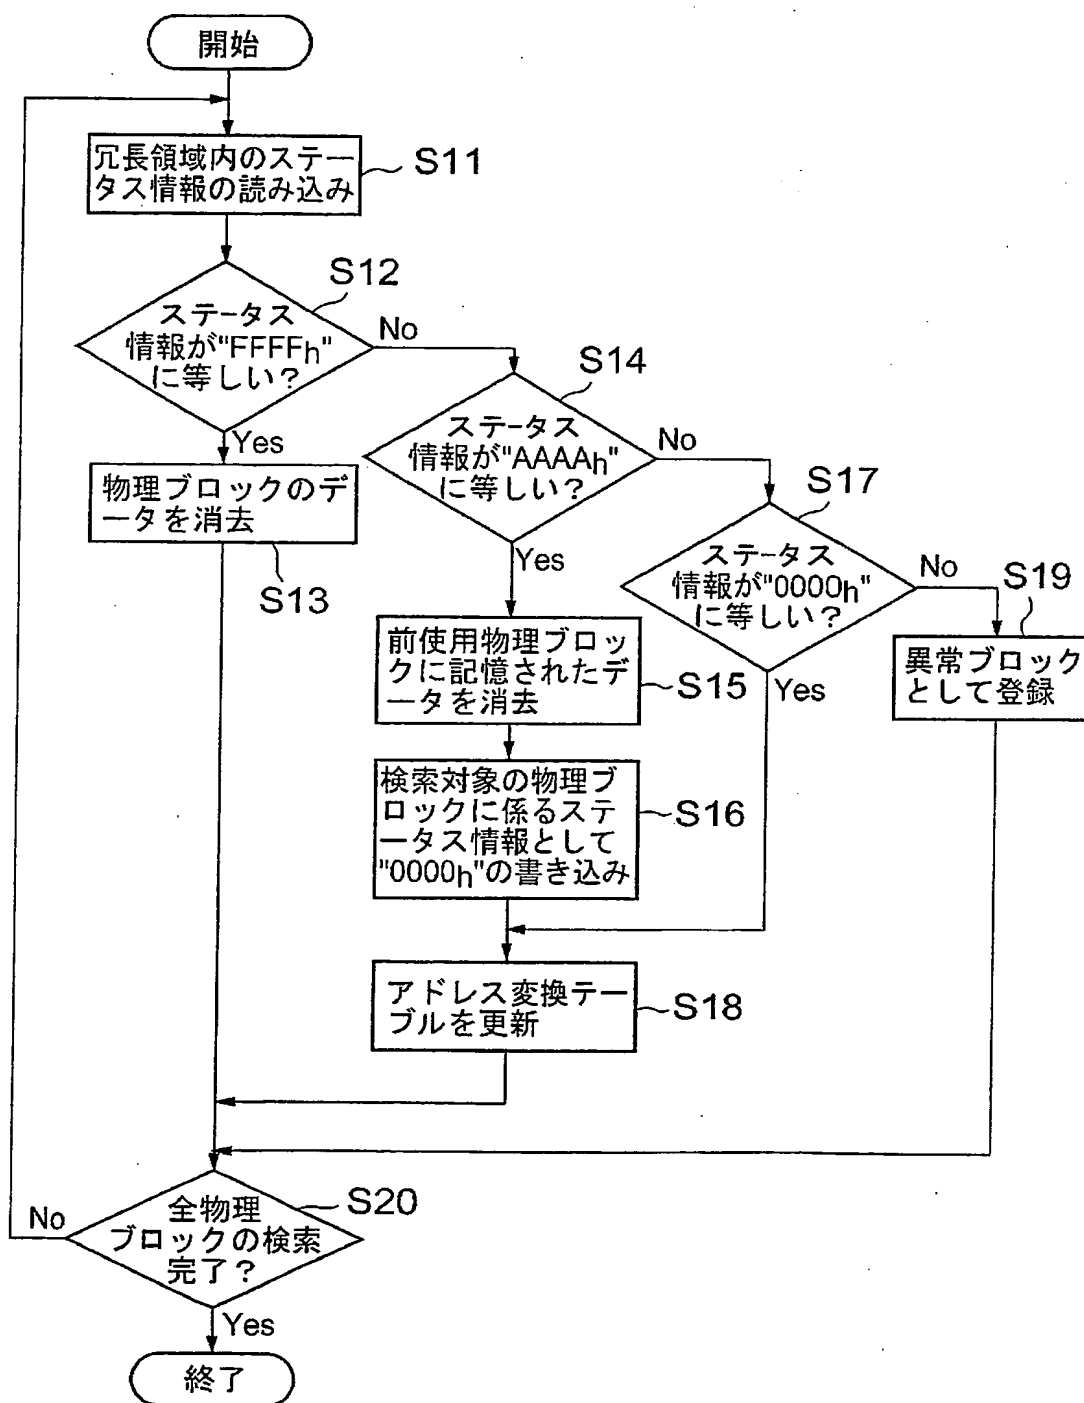 開始
冗長領域内のステー
タス情報の読み込み
S11
ステータス
情報が"FFFFh"
に等しい？
S12
No
Yes
物理ブロックのデ
ータを消去
S13
ステータス
情報が"AAAAh"
に等しい？
S14
No
Yes
前使用物理ブロッ
クに記憶されたデ
ータを消去
S15
検索対象の物理ブ
ロックに係るステ
ータス情報として
"0000h"の書き込み
S16
ステータス
情報が"0000h"
に等しい？
S17
No
Yes
アドレス変換テー
ブルを更新
S18
異常ブロック
として登録
S19
全物理
ブロックの検索
完了？
S20
No
Yes
終了